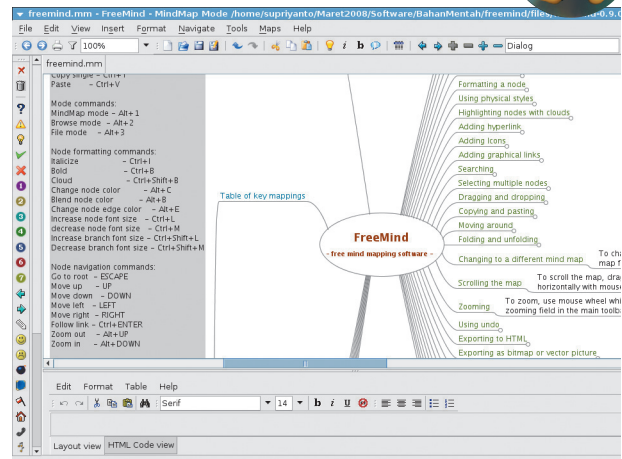 freemind.mm - FreeMind - MindMap Mode /home/supriyanto/Maret2008/Software/BahanMentah/freemind/files/
File Edit View Insert Format Navigate Tools Maps Help
100%
Dialog
freemind.mm
Copy single - Ctrl+Y
Paste - Ctrl+V
Mode commands:
MindMap mode - Alt+1
Browse mode - Alt+2
File mode - Alt+3
Node formatting commands:
Italicize - Ctrl+I
Bold - Ctrl+B
Cloud - Ctrl+Shift+B
Change node color - Alt+C
Blend node color - Alt+B
Change node edge color - Alt+E
Increase node font size - Ctrl+L
decrease node font size - Ctrl+M
Increase branch font size - Ctrl+Shift+L
Decrease branch font size - Ctrl+Shift+M
Node navigation commands:
Go to root - ESCAPE
Move up - UP
Move down - DOWN
Move left - LEFT
Move right - RIGHT
Follow link - Ctrl+ENTER
Zoom out - Alt+UP
Zoom in - Alt+DOWN
Table of key mappings
FreeMind
- free mind mapping software -
Formatting a node
Using physical styles
Highlighting nodes with clouds
Adding hyperlink
Adding Icons
Adding graphical links
Searching
Selecting multiple nodes
Dragging and dropping
Copying and pasting
Moving around
Folding and unfolding
Changing to a different mind map
To cha
map f
Scrolling the map
To scroll the map, drag
horizontally with mouse
Zooming
To zoom, use mouse wheel whi
zooming field in the main toolba
Using undo
Exporting to HTML
Exporting as bitmap or vector picture
Edit Format Table Help
Serif 14 b i u
Layout view HTML Code view